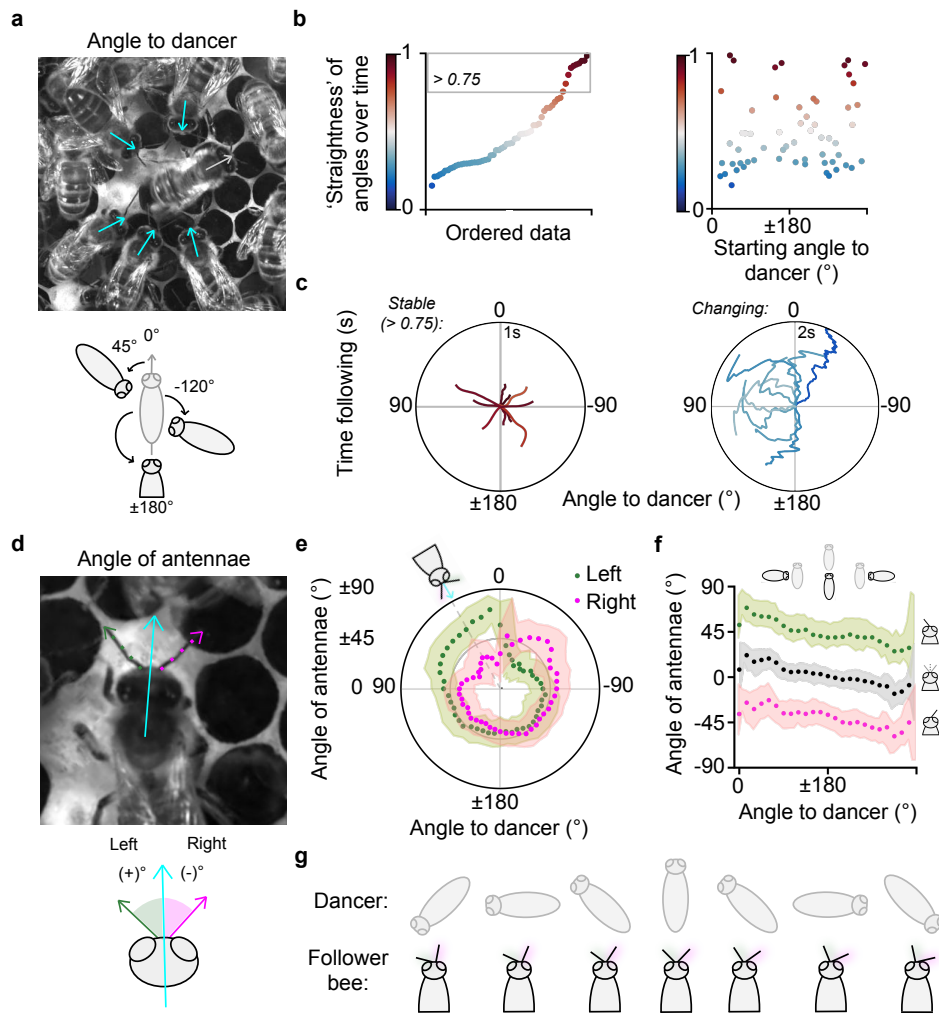 a
Angle to dancer
0°
45°
-120°
±180°
b
'Straightness' of
angles over time
1
> 0.75
0
Ordered data
1
0
0
±180
Starting angle to
dancer (°)
c
Time following (s)
Stable
(> 0.75):
0
1s
90
-90
±180
Changing:
0
2s
90
-90
±180
Angle to dancer (°)
d
Angle of antennae
Left
Right
(+)°
(-)°
e
Angle of antennae (°)
±90
±45
0
0
90
-90
±180
Left
Right
Angle to dancer (°)
f
Angle of antennae (°)
90
45
0
-45
-90
0
±180
Angle to dancer (°)
g
Dancer:
Follower
bee: